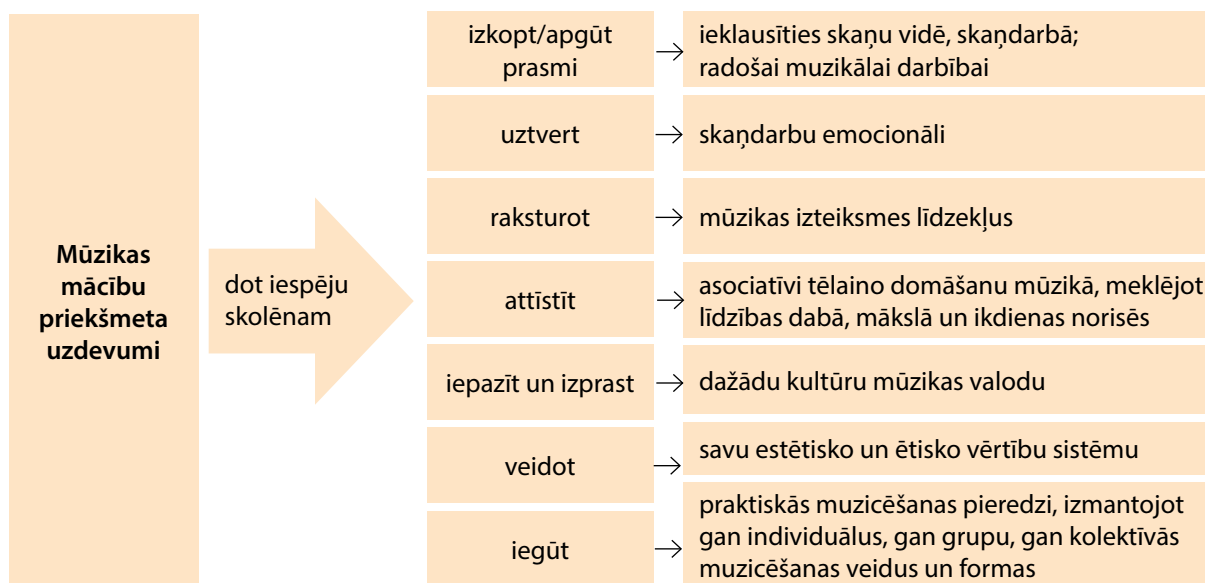 Mūzikas
mācību
priekšmeta
uzdevumi
dot iespēju
skolēnam
izkopt/apgūt
prasmi
ieklausīties skaņu vidē, skaņdarbā;
radošai muzikālai darbībai
uztvert
skaņdarbu emocionāli
raksturot
mūzikas izteiksmes līdzekļus
attīstīt
asociatīvi tēlaino domāšanu mūzikā, meklējot
līdzības dabā, mākslā un ikdienas norisēs
iepazīt un izprast
dažādu kultūru mūzikas valodu
veidot
savu estētisko un ētisko vērtību sistēmu
iegūt
praktiskās muzicēšanas pieredzi, izmantojot
gan individuālus, gan grupu, gan kolektīvās
muzicēšanas veidus un formas